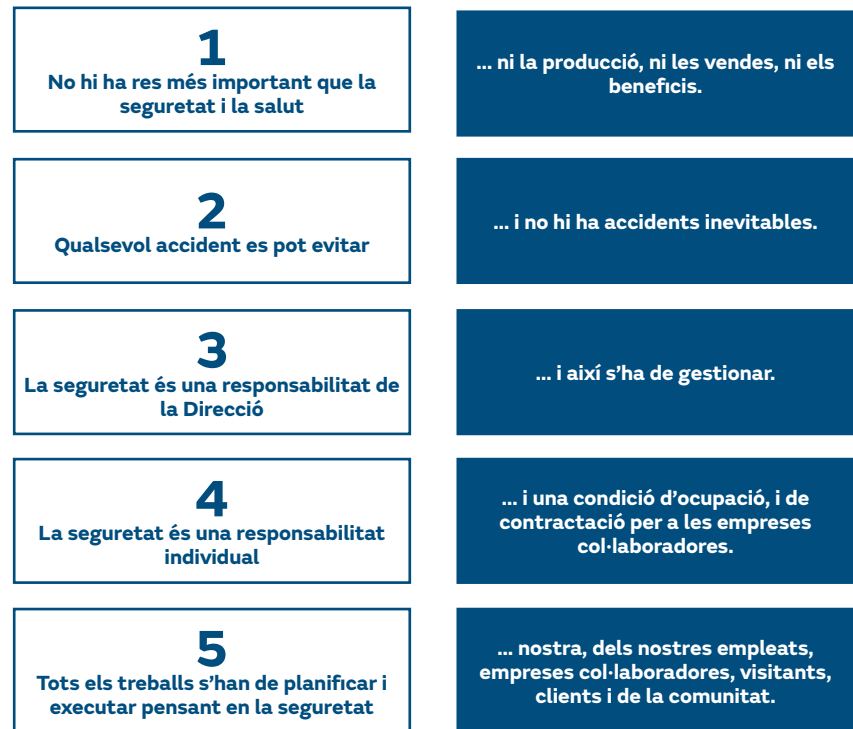 1
No hi ha res més important que la
seguretat i la salut
... ni la producció, ni les vendes, ni els
beneficis.
2
Qualsevol accident es pot evitar
... i no hi ha accidents inevitables.
3
La seguretat és una responsabilitat de
la Direcció
... i així s’ha de gestionar.
4
La seguretat és una responsabilitat
individual
... i una condició d’ocupació, i de
contractació per a les empreses
col·laboradores.
5
Tots els treballs s’han de planificar i
executar pensant en la seguretat
... nostra, dels nostres empleats,
empreses col·laboradores, visitants,
clients i de la comunitat.